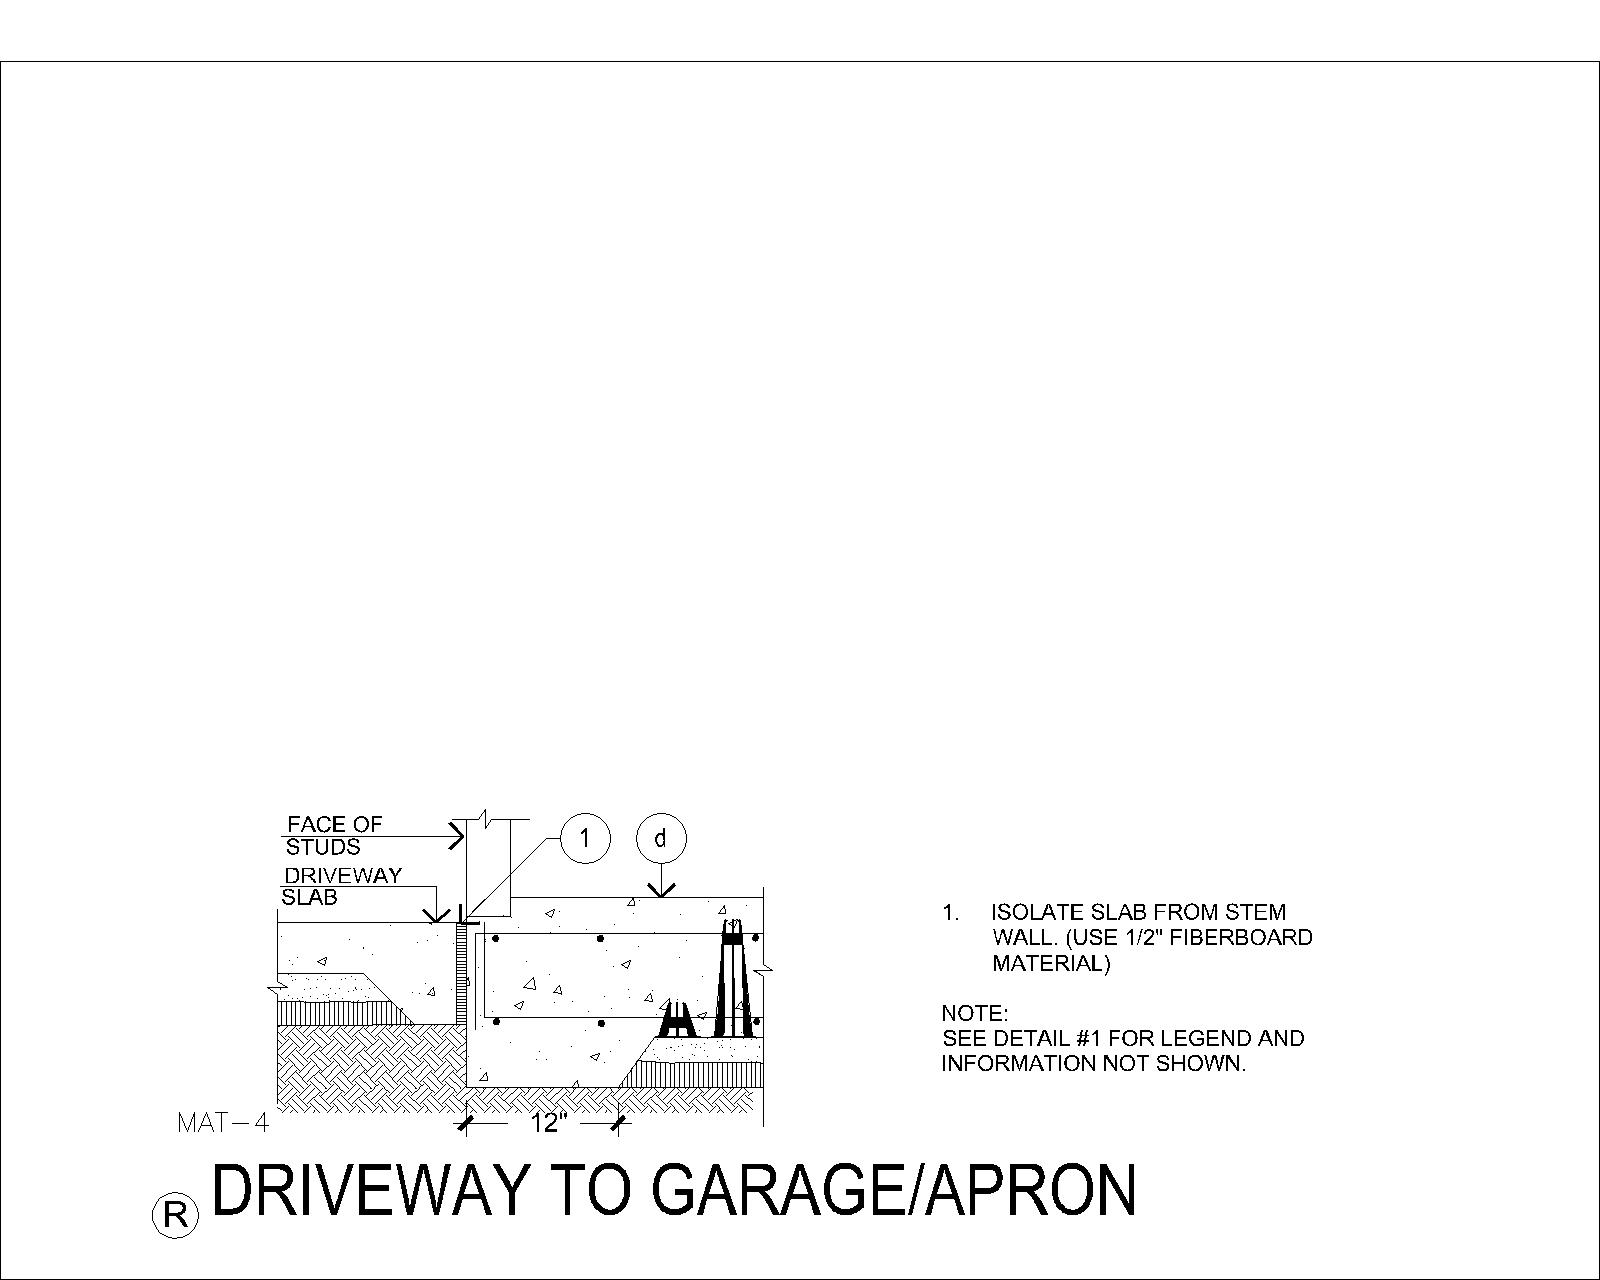 FACE OF
STUDS
DRIVEWAY
SLAB
1
d
1. ISOLATE SLAB FROM STEM
WALL. (USE 1/2" FIBERBOARD
MATERIAL)
NOTE:
SEE DETAIL #1 FOR LEGEND AND
INFORMATION NOT SHOWN.
12"
MAT-4
R DRIVEWAY TO GARAGE/APRON